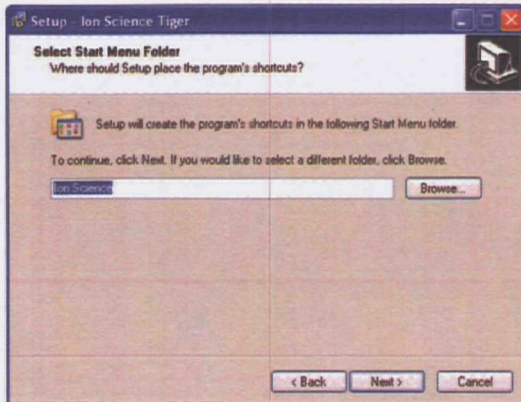 Setup - Ion Science Tiger
Select Start Menu Folder
Where should Setup place the program's shortcuts?
Setup will create the program's shortcuts in the following Start Menu folder.
To continue, click Next. If you would like to select a different folder, click Browse.
Ion Science
Browse...
< Back
Next >
Cancel